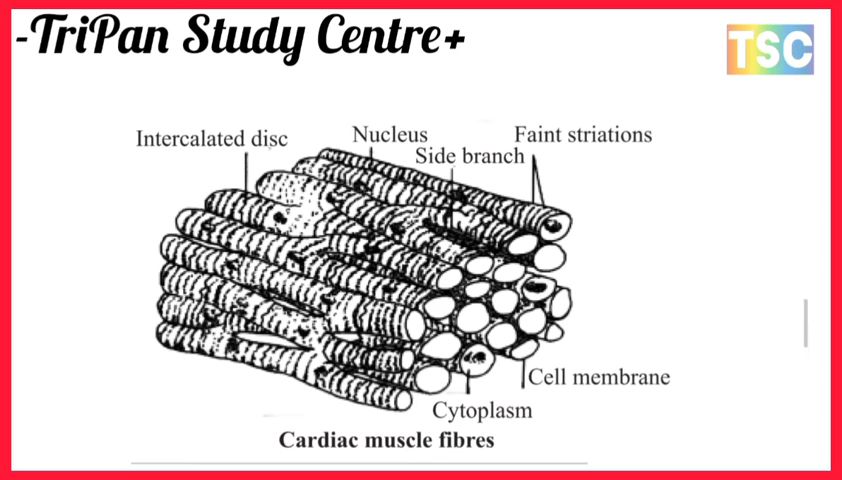 -TriPan Study Centre+
TSC
Intercalated disc
Nucleus
Faint striations
Side branch
Cell membrane
Cytoplasm
Cardiac muscle fibres